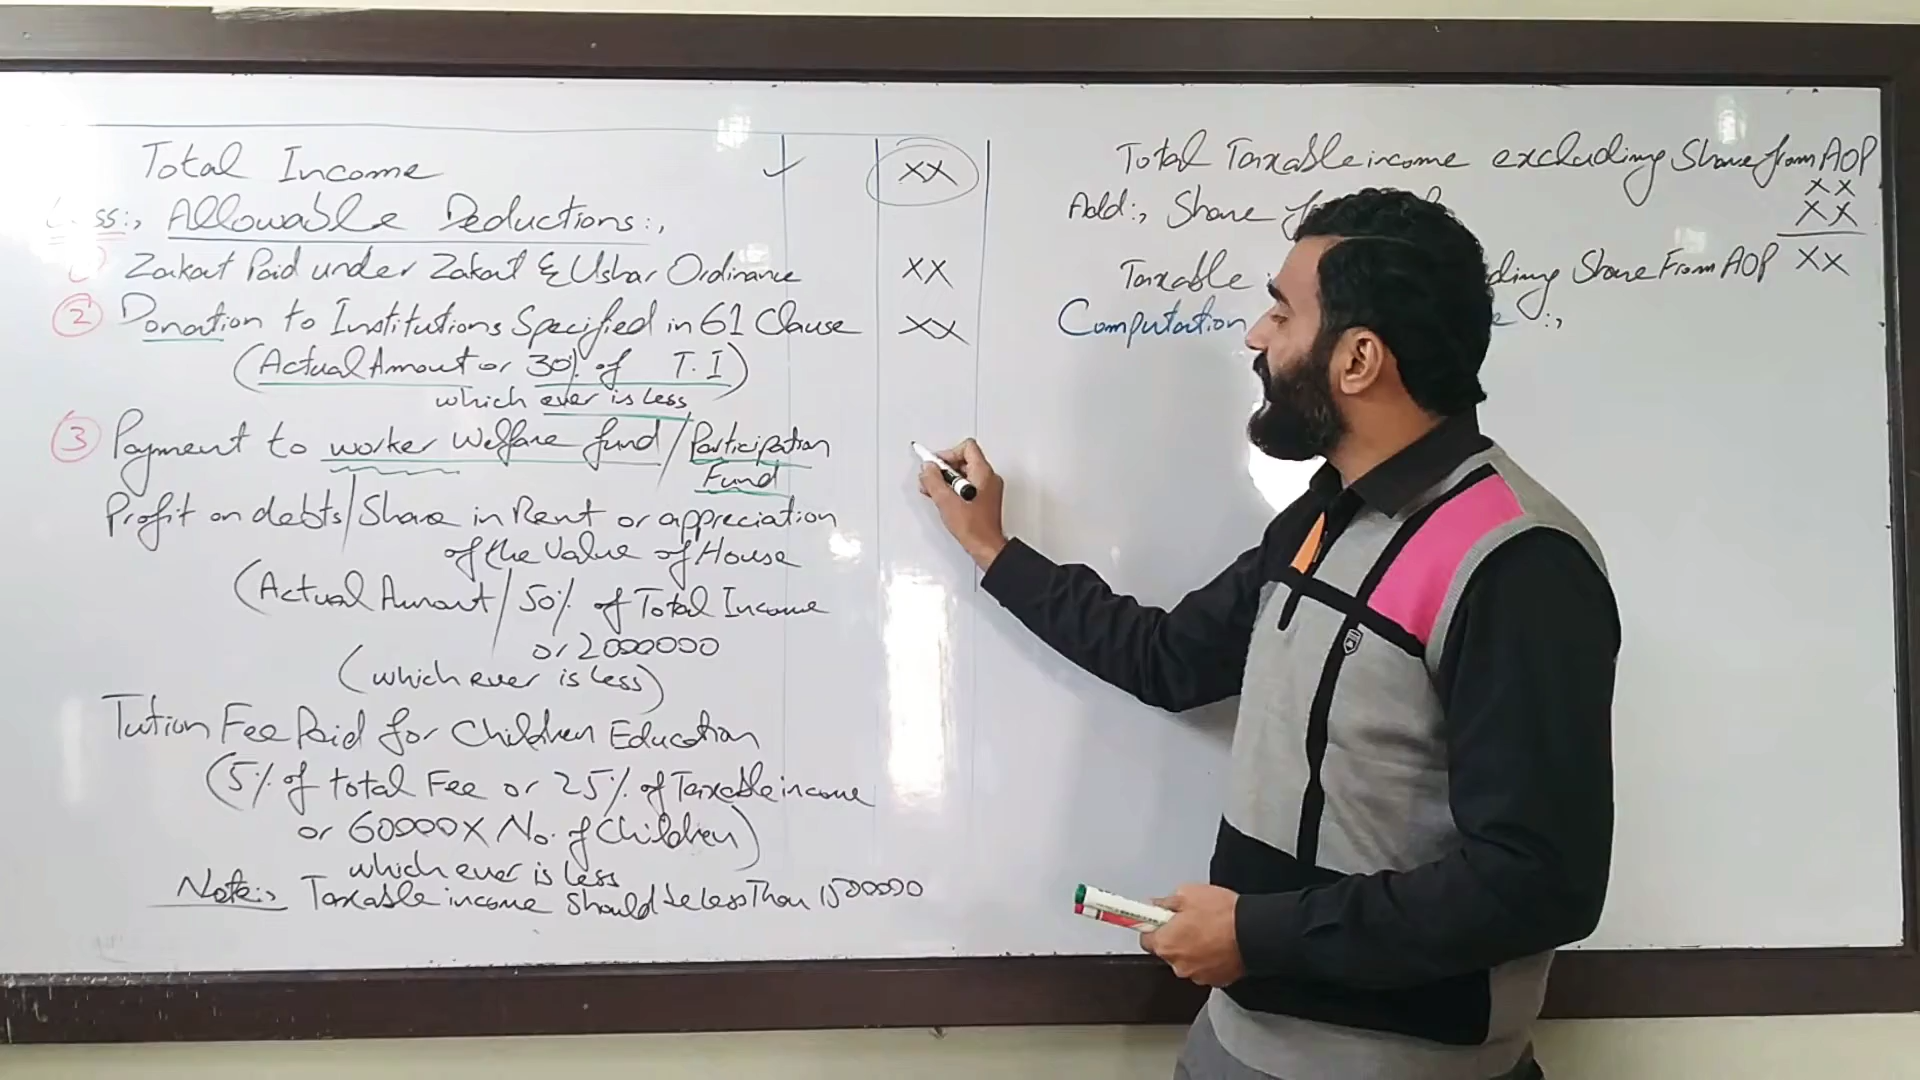 Total Income ✓ XX
Less:, Allowable Deductions:,
Zakat Paid under Zakat & Ushar Ordinance XX
② Donation to Institutions Specified in 61 Clause XX
(Actual Amount or 30% of T.I)
which ever is less
③ Payment to worker Welfare fund/Participation
Fund
Profit on debts/Share in Rent or appreciation
of the Value of House
(Actual Amount/50% of Total Income
or 2000000
(which ever is less)
Tution Fee Paid for Children Education
(5% of total Fee or 25% of Taxable income
or 60000X No. of Children)
which ever is less
Note:, Taxable income should be less Than 1500000
Total Taxable income excluding Share from AOP
XX
Add:, Share XX
Taxable Share From AOP XX
Computation :,